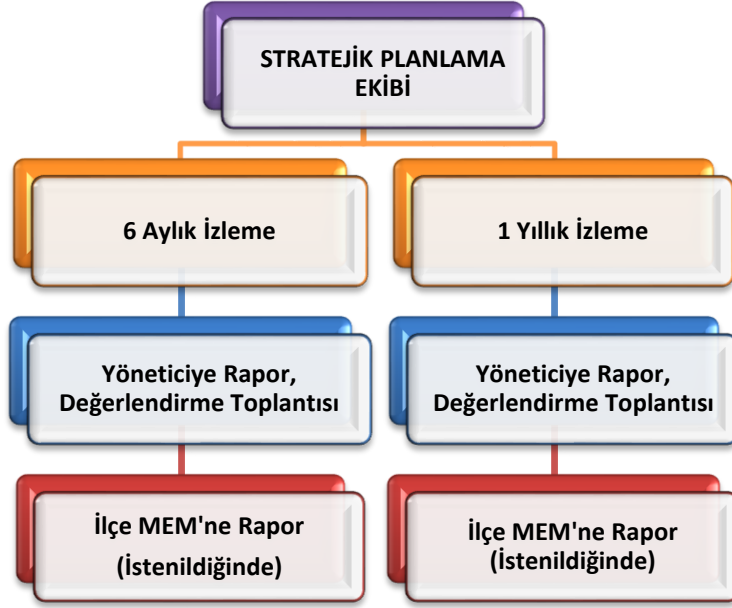 STRATEJİK PLANLAMA
EKİBİ
6 Aylık İzleme
1 Yıllık İzleme
Yöneticiye Rapor,
Değerlendirme Toplantısı
Yöneticiye Rapor,
Değerlendirme Toplantısı
İlçe MEM'ne Rapor
(İstenildiğinde)
İlçe MEM'ne Rapor
(İstenildiğinde)